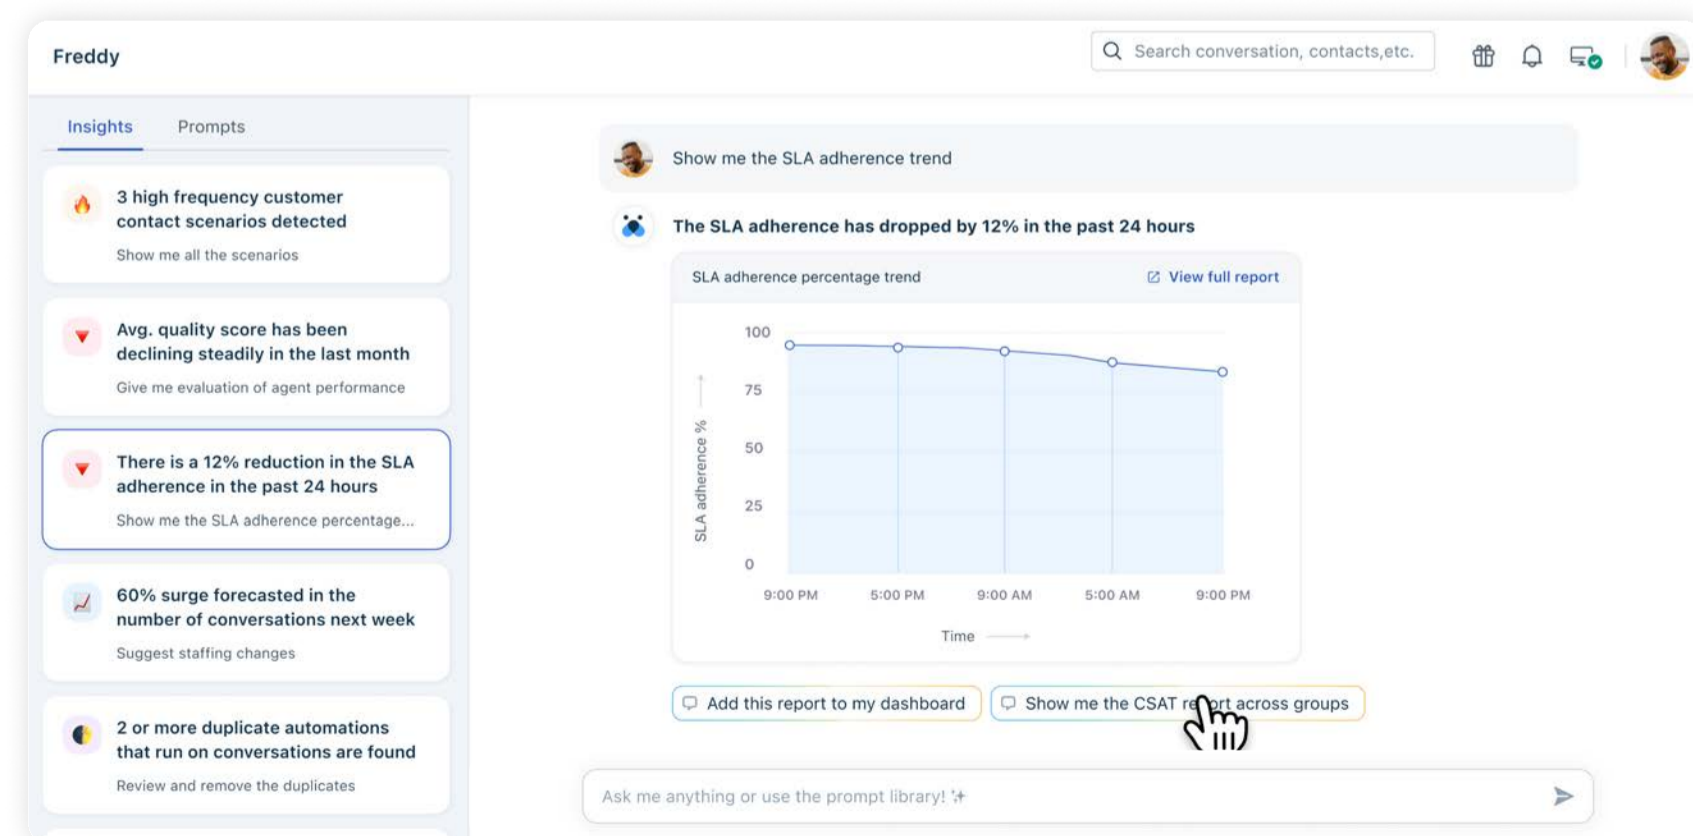 Freddy
Search conversation, contacts,etc.
Insights
Prompts
3 high frequency customer
contact scenarios detected
Show me all the scenarios
Avg. quality score has been
declining steadily in the last month
Give me evaluation of agent performance
There is a 12% reduction in the SLA
adherence in the past 24 hours
Show me the SLA adherence percentage...
60% surge forecasted in the
number of conversations next week
Suggest staffing changes
2 or more duplicate automations
that run on conversations are found
Review and remove the duplicates
Show me the SLA adherence trend
The SLA adherence has dropped by 12% in the past 24 hours
SLA adherence percentage trend
View full report
SLA adherence %
100
75
50
25
0
9:00 PM
5:00 PM
9:00 AM
5:00 AM
9:00 PM
Time
Add this report to my dashboard
Show me the CSAT report across groups
Ask me anything or use the prompt library!